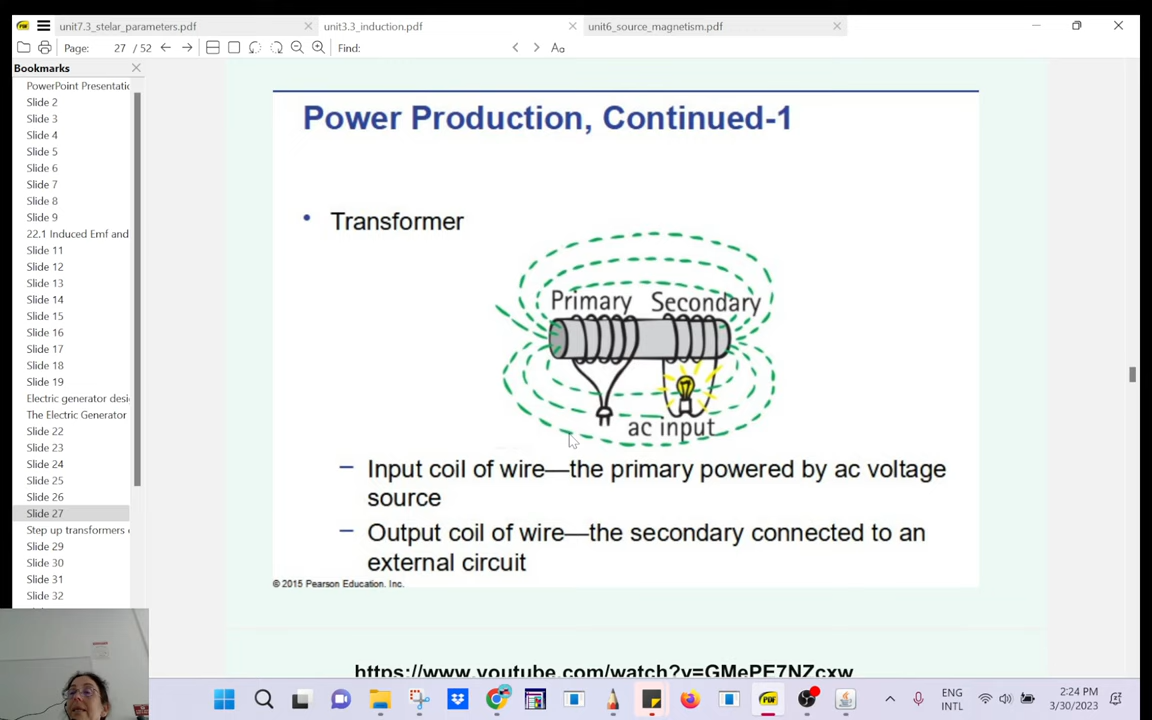 unit7.3_stelar_parameters.pdf
unit3.3_induction.pdf
unit6_source_magnetism.pdf
Page: 27 / 52
Find:
Aa
Bookmarks
PowerPoint Presentatic
Slide 2
Slide 3
Slide 4
Slide 5
Slide 6
Slide 7
Slide 8
Slide 9
22.1 Induced Emf and
Slide 11
Slide 12
Slide 13
Slide 14
Slide 15
Slide 16
Slide 17
Slide 18
Slide 19
Electric generator desi
The Electric Generator
Slide 22
Slide 23
Slide 24
Slide 25
Slide 26
Slide 27
Step up transformers
Slide 29
Slide 30
Slide 31
Slide 32
Power Production, Continued-1
• Transformer
Primary Secondary
ac input
– Input coil of wire—the primary powered by ac voltage
source
– Output coil of wire—the secondary connected to an
external circuit
© 2015 Pearson Education, Inc.
https://www.youtube.com/watch?v=GMePE7NZcxw
ENG
INTL
2:24 PM
3/30/2023